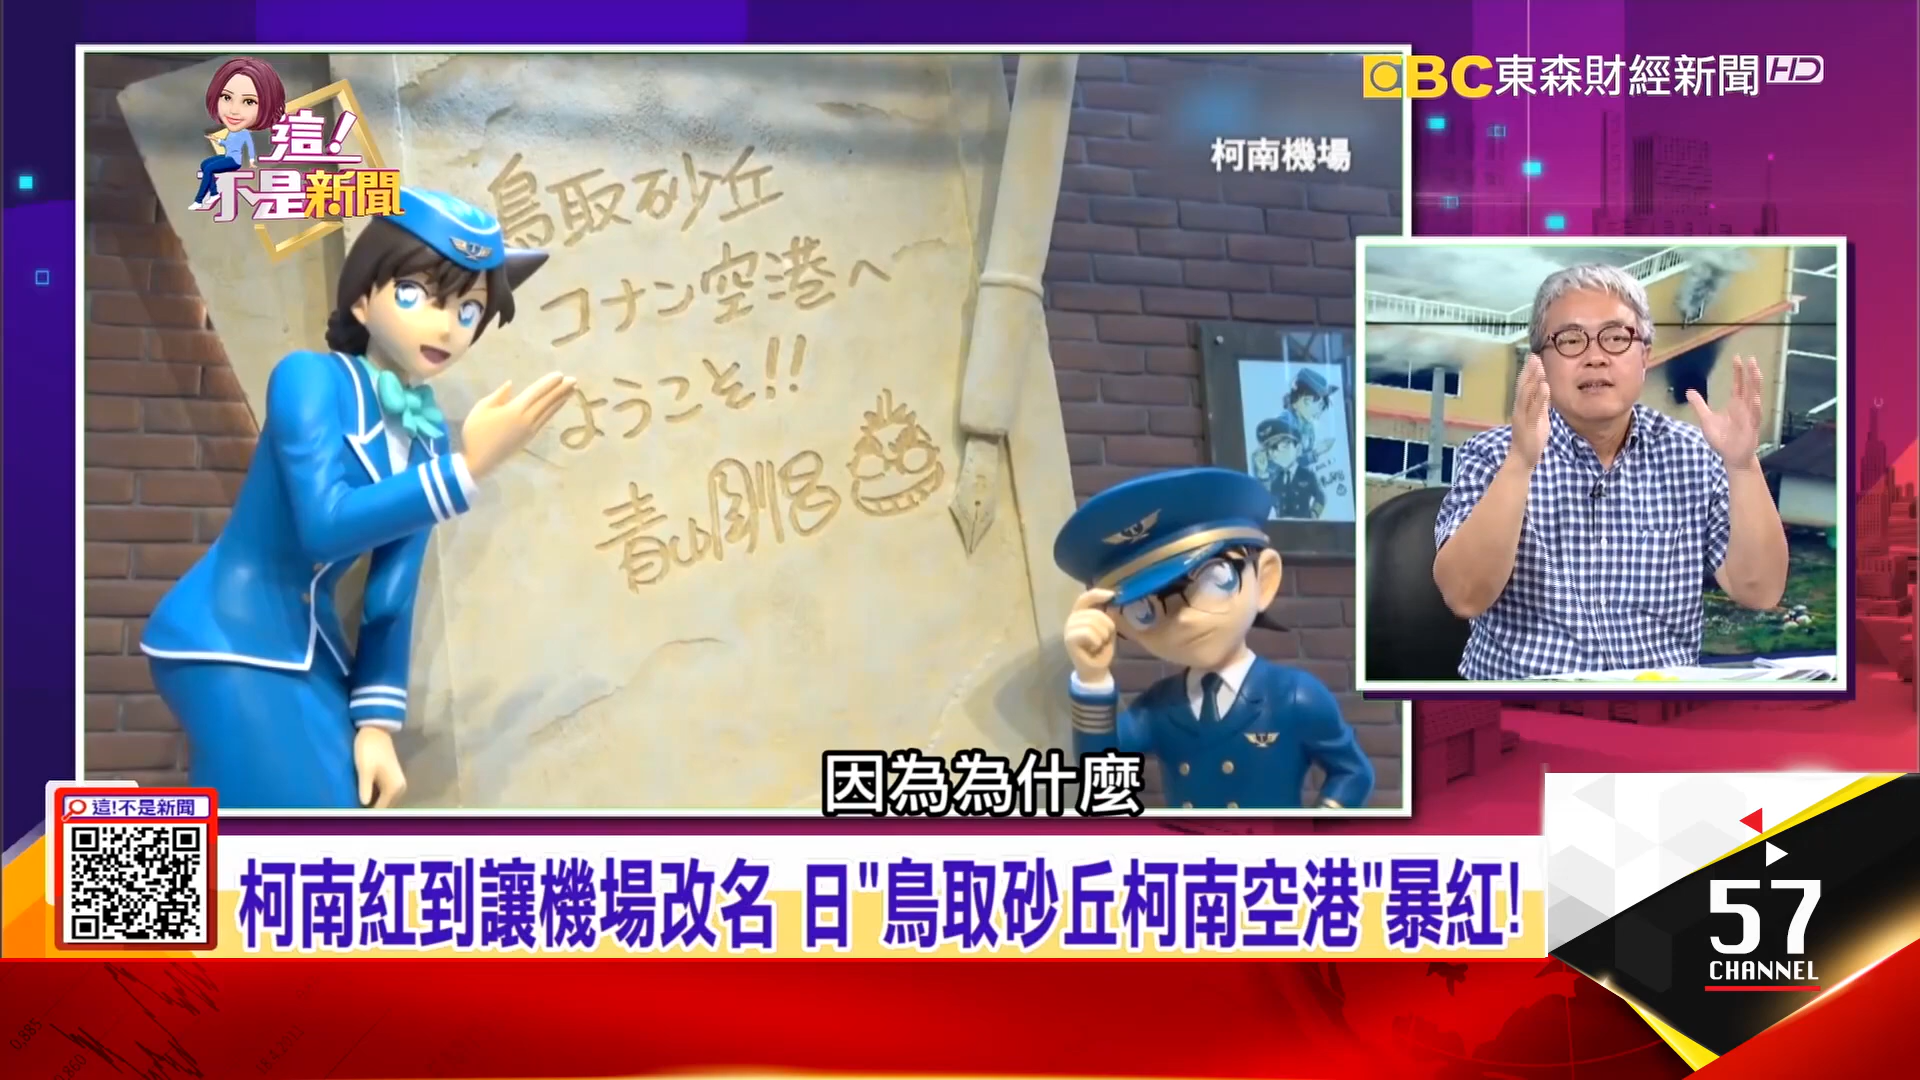 EBC東森財經新聞HD
這!
不是新聞
柯南機場
鳥取砂丘
コナン空港へ
ようこそ!!
青山剛昌
因為為什麼
這!不是新聞
柯南紅到讓機場改名 日"鳥取砂丘柯南空港"暴紅!
57
CHANNEL